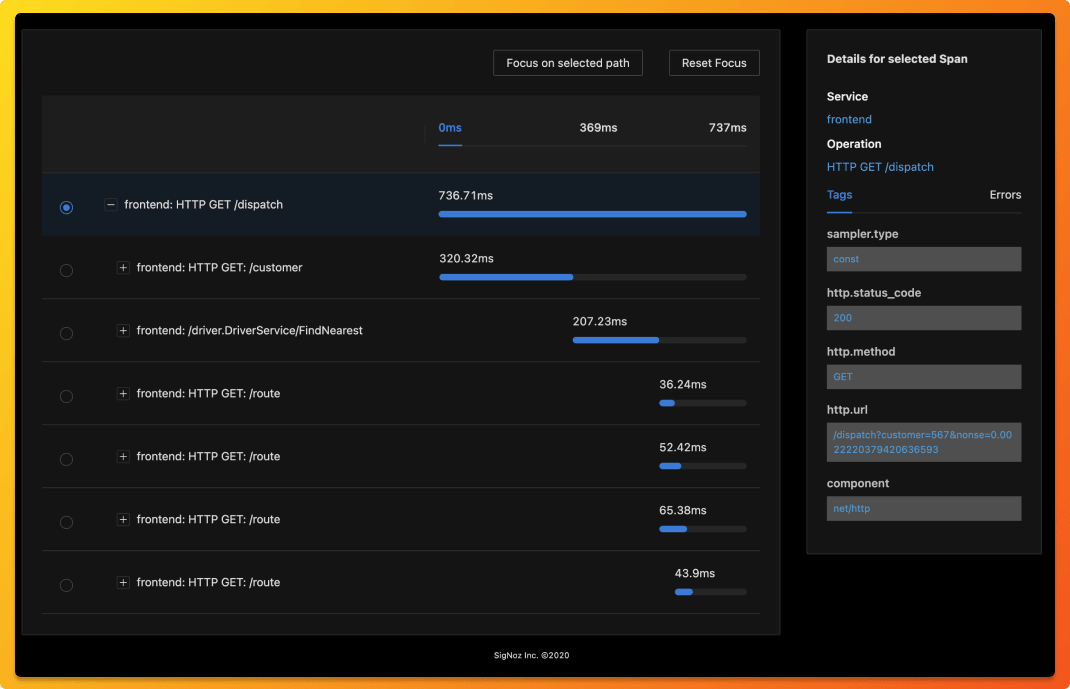 Focus on selected path
Reset Focus
0ms
369ms
737ms
frontend: HTTP GET /dispatch
736.71ms
frontend: HTTP GET: /customer
320.32ms
frontend: /driver.DriverService/FindNearest
207.23ms
frontend: HTTP GET: /route
36.24ms
frontend: HTTP GET: /route
52.42ms
frontend: HTTP GET: /route
65.38ms
frontend: HTTP GET: /route
43.9ms
Details for selected Span
Service
frontend
Operation
HTTP GET /dispatch
Tags
Errors
sampler.type
const
http.status_code
200
http.method
GET
http.url
/dispatch?customer=567&nonse=0.00
22220379420636593
component
net/http
SigNoz Inc. ©2020